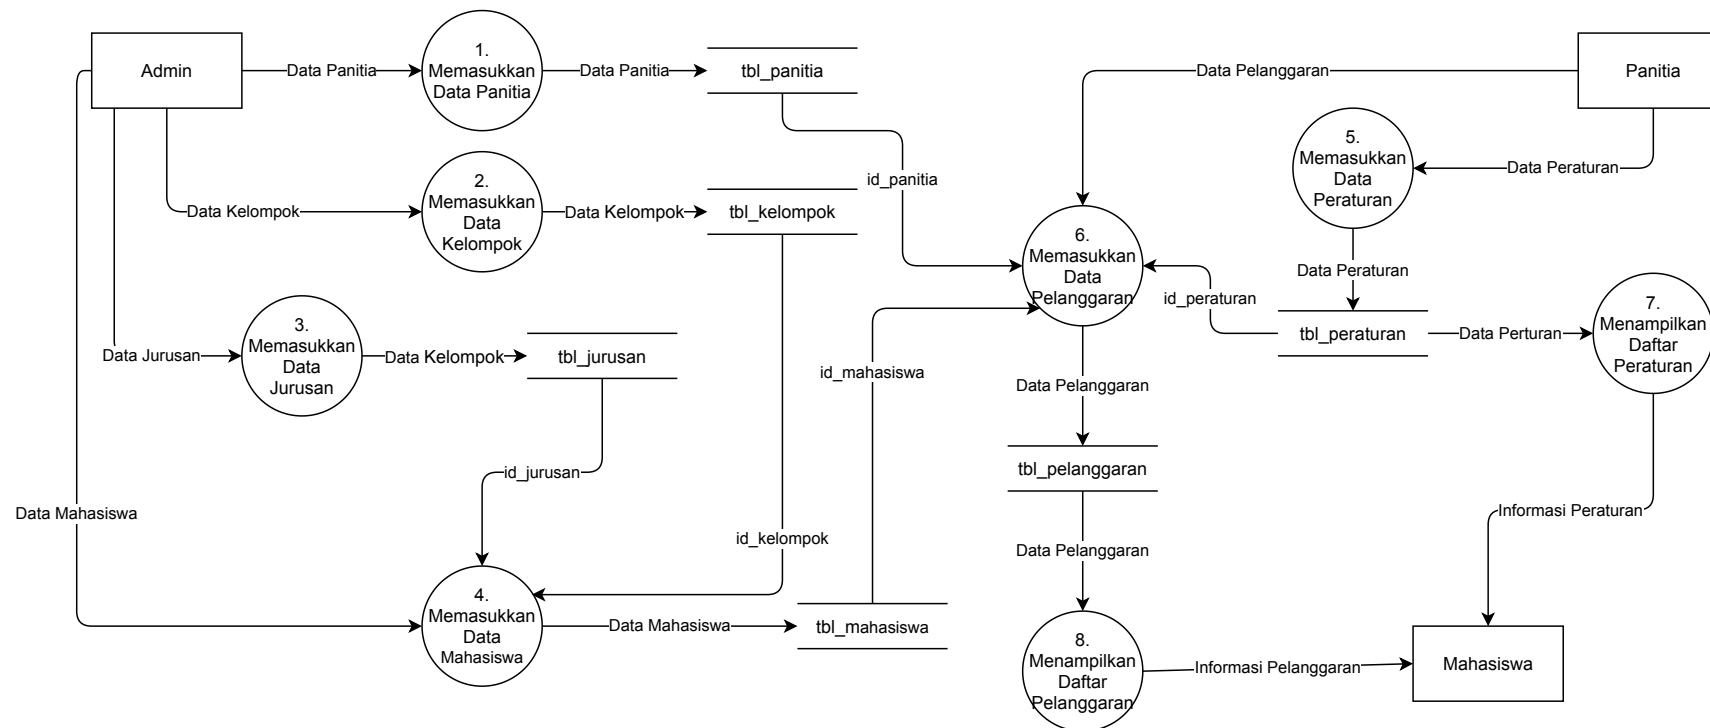 Admin
Data Panitia
1.
Memasukkan
Data Panitia
Data Panitia
tbl_panitia
Data Pelanggaran
Panitia
5.
Memasukkan
Data
Peraturan
Data Peraturan
2.
Memasukkan
Data
Kelompok
Data Kelompok
Data Kelompok
tbl_kelompok
id_panitia
6.
Memasukkan
Data
Pelanggaran
Data Peraturan
id_peraturan
tbl_peraturan
Data Perturan
7.
Menampilkan
Daftar
Peraturan
Data Jurusan
3.
Memasukkan
Data
Jurusan
Data Kelompok
tbl_jurusan
id_mahasiswa
Data Pelanggaran
id_jurusan
tbl_pelanggaran
Data Mahasiswa
Informasi Peraturan
id_kelompok
Data Pelanggaran
4.
Memasukkan
Data
Mahasiswa
Data Mahasiswa
tbl_mahasiswa
8.
Menampilkan
Daftar
Pelanggaran
Informasi Pelanggaran
Mahasiswa